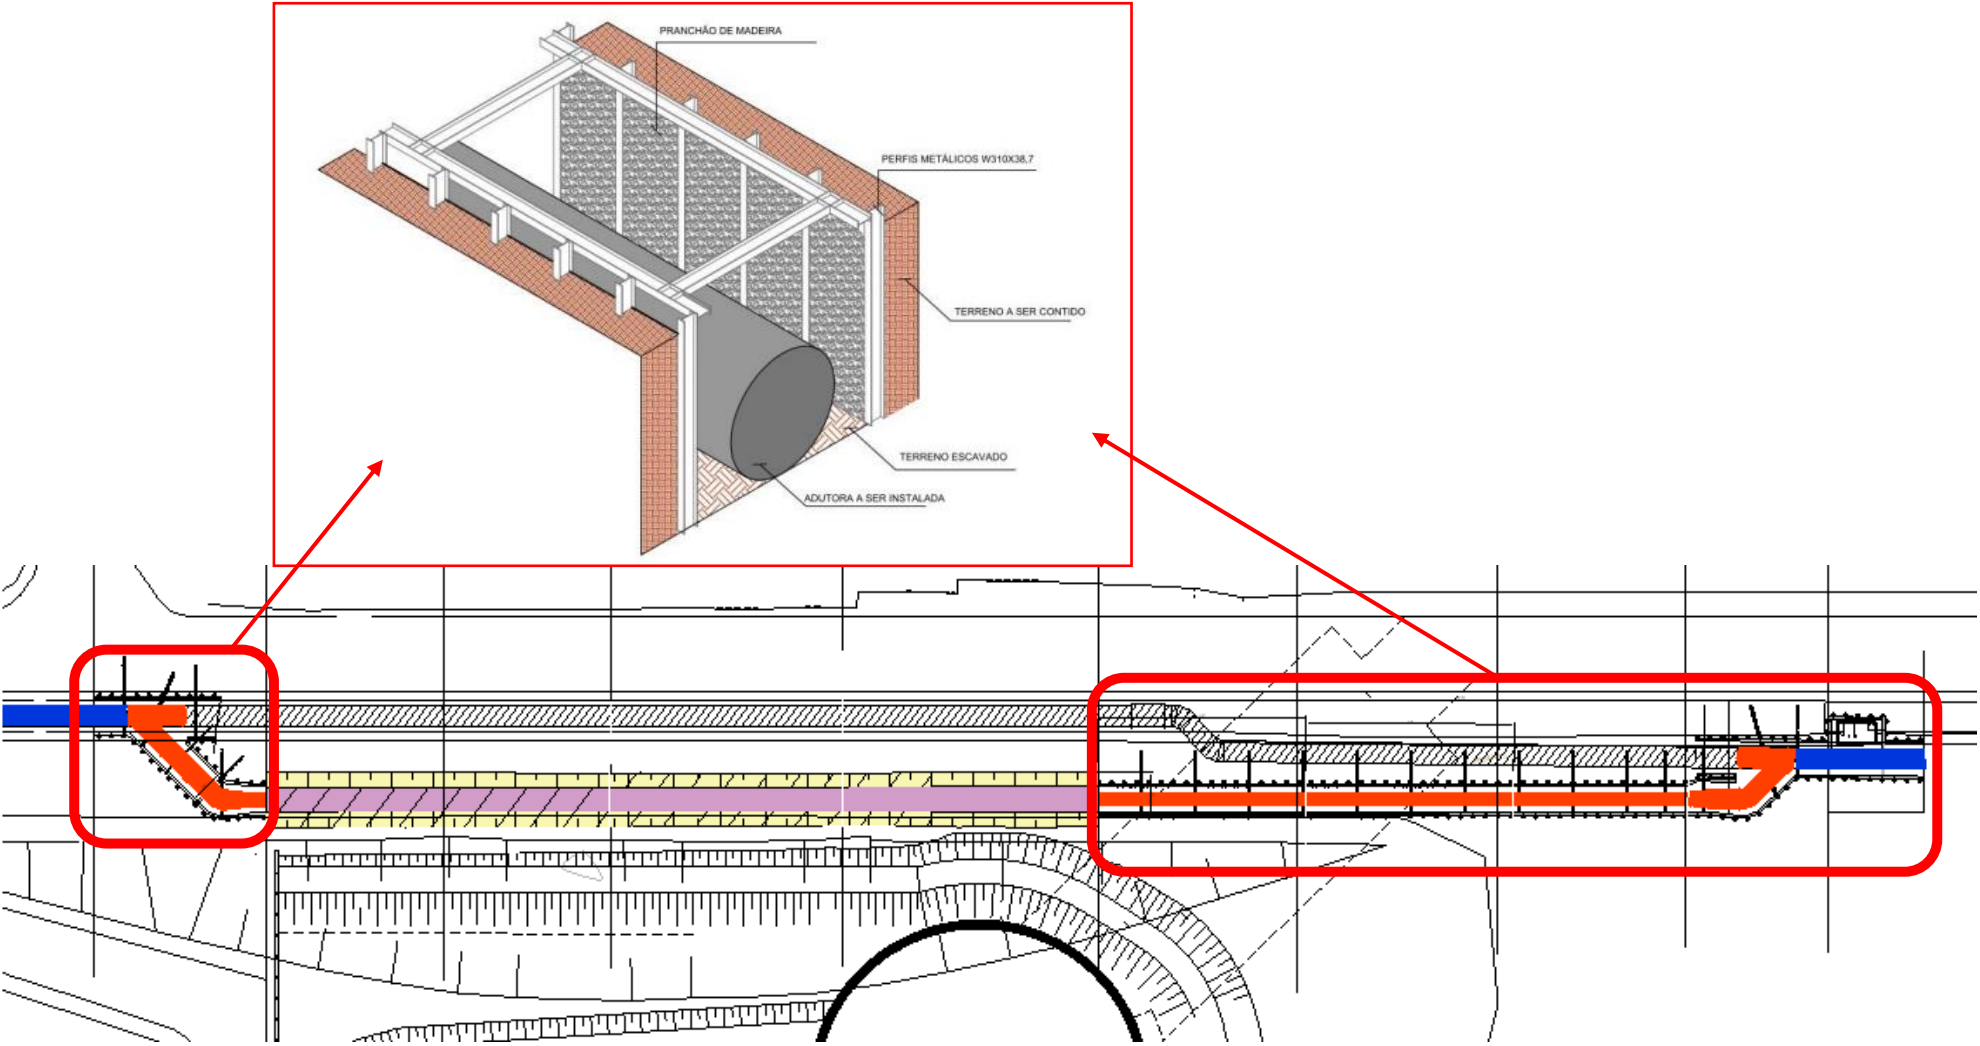 PRANCHÃO DE MADEIRA
PERFIS METÁLICOS W310X38,7
TERRENO A SER CONTIDO
TERRENO ESCAVADO
ADUTORA A SER INSTALADA